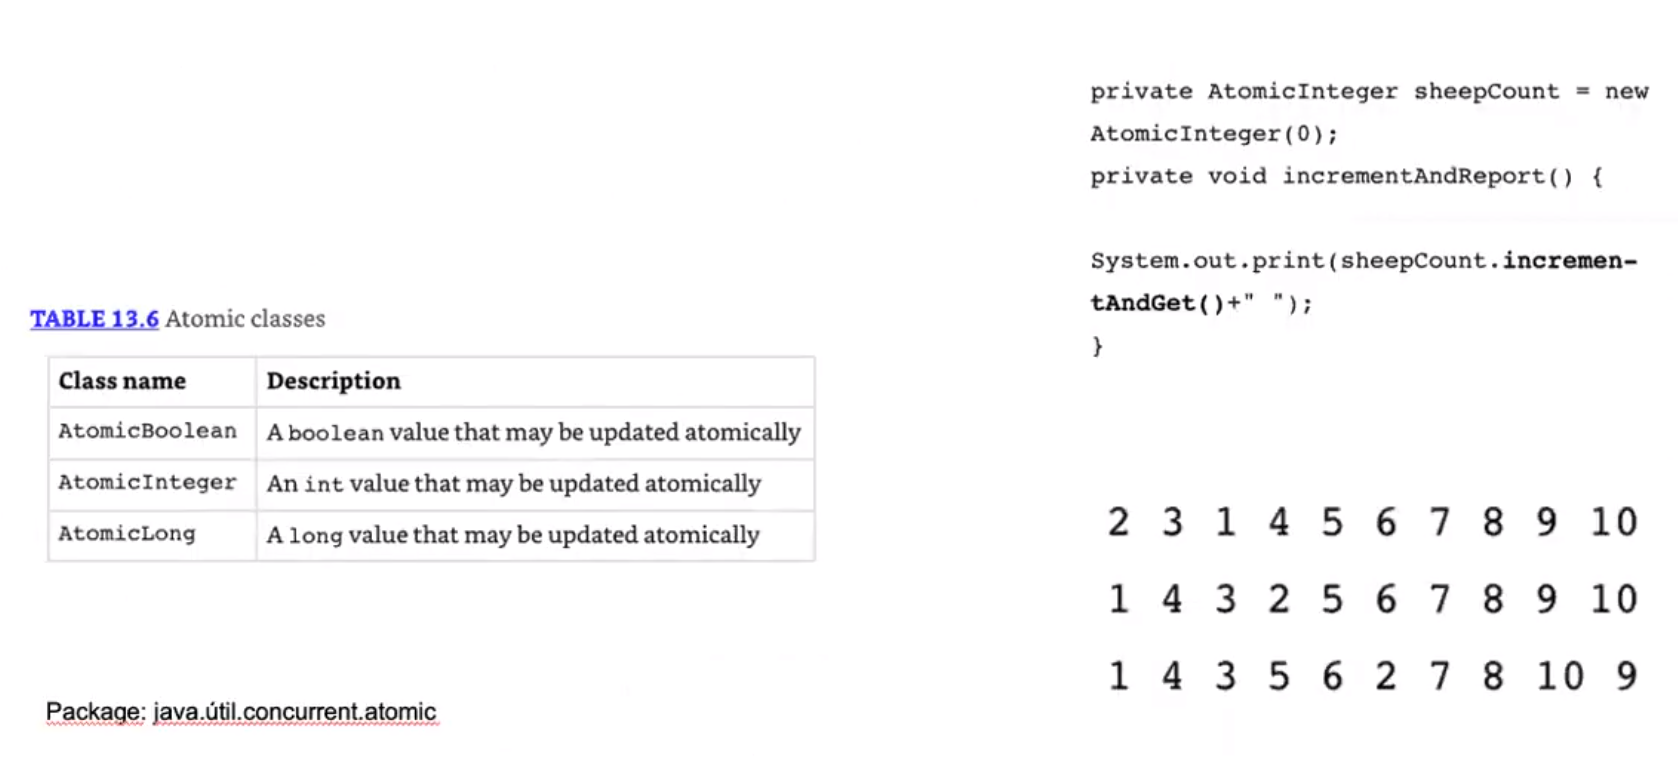 private AtomicInteger sheepCount = new
AtomicInteger(0);
private void incrementAndReport() {
System.out.print(sheepCount.incremen-
tAndGet()+" ");
}
TABLE 13.6 Atomic classes
Class name Description
AtomicBoolean A boolean value that may be updated atomically
AtomicInteger An int value that may be updated atomically
AtomicLong A long value that may be updated atomically
2 3 1 4 5 6 7 8 9 10
1 4 3 2 5 6 7 8 9 10
1 4 3 5 6 2 7 8 10 9
Package: java.útil.concurrent.atomic